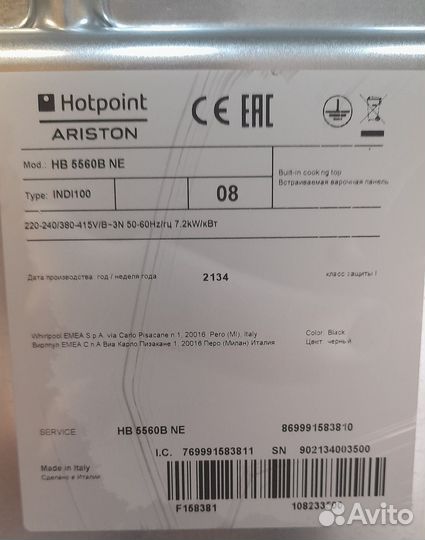 Hotpoint
ARISTON
CE EAC
Mod.: HB 5560B NE
Built-in cooking top
Встраиваемая варочная панель
Type: INDI100
08
220-240/380-415V/В~3N 50-60Hz/гц 7.2kW/кВт
Дата производства: год / неделя года 2134 класс защиты I
Whirlpool EMEA S.p.A. via Carlo Pisacane n.1, 20016, Pero (MI), Italy
Вирлпул ЕМЕА С.п.А Виа Карло Пизакане 1, 20016 Перо (Милан) Италия
Color: Black
Цвет: черный
SERVICE HB 5560B NE 869991583810
I.C. 769991583811 SN 902134003500
Made in Italy
Сделано в Италии
F158381
Avito